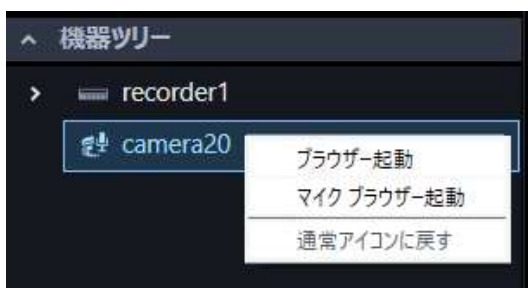 機器ツリー
recorder1
camera20
ブラウザー起動
マイク ブラウザー起動
通常アイコンに戻す